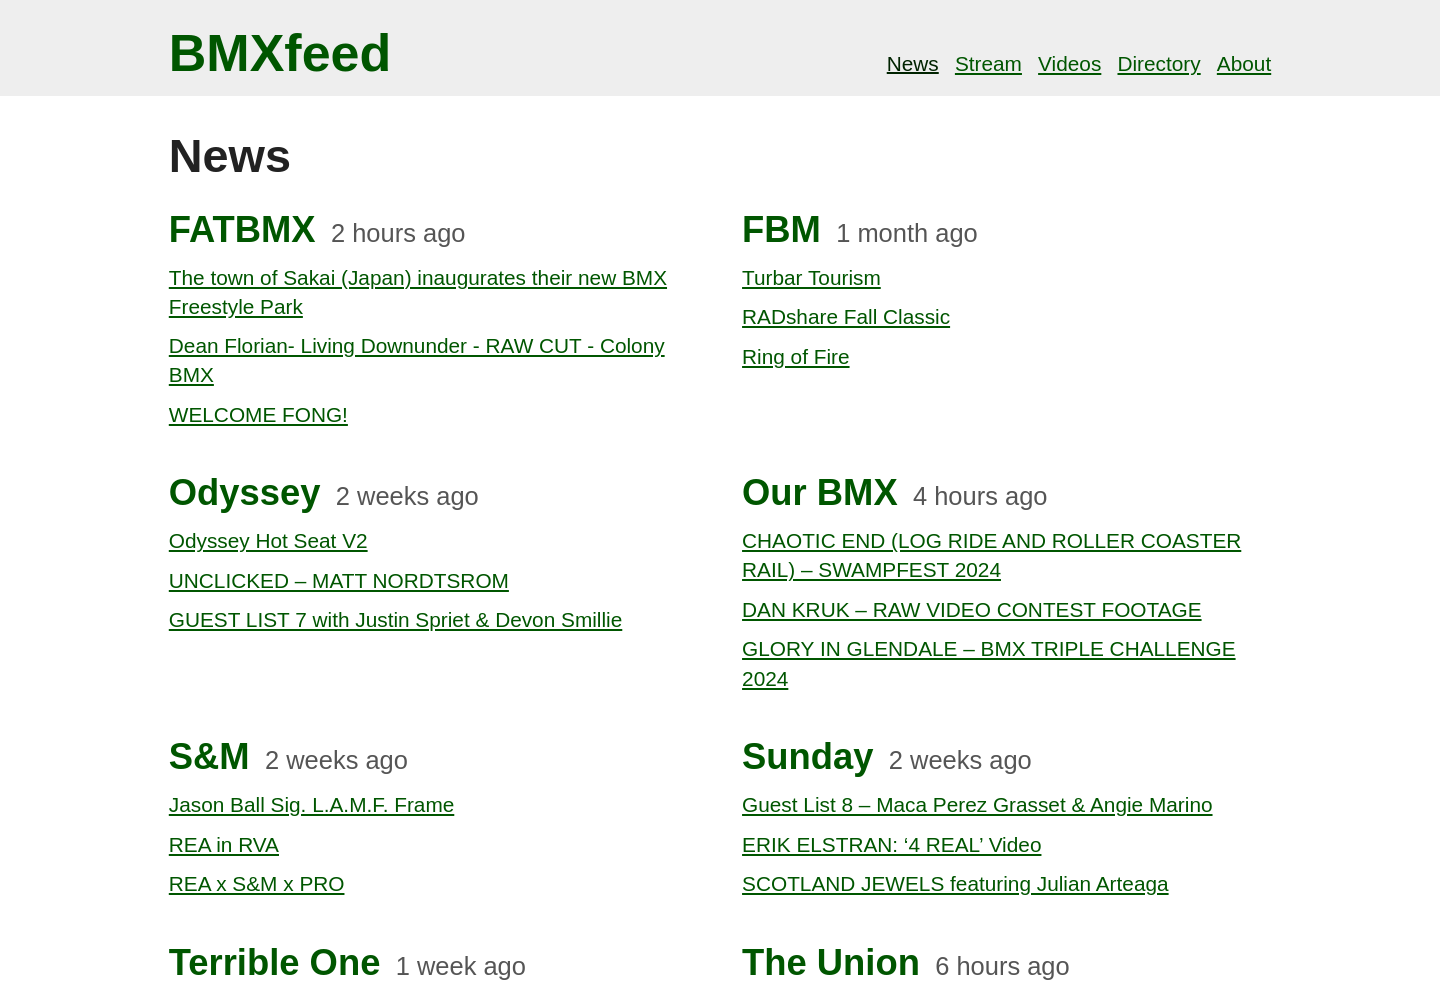 BMXfeed
News Stream Videos Directory About
News
FATBMX 2 hours ago
The town of Sakai (Japan) inaugurates their new BMX
Freestyle Park
Dean Florian- Living Downunder - RAW CUT - Colony
BMX
WELCOME FONG!
FBM 1 month ago
Turbar Tourism
RADshare Fall Classic
Ring of Fire
Odyssey 2 weeks ago
Odyssey Hot Seat V2
UNCLICKED – MATT NORDTSROM
GUEST LIST 7 with Justin Spriet & Devon Smillie
Our BMX 4 hours ago
CHAOTIC END (LOG RIDE AND ROLLER COASTER
RAIL) – SWAMPFEST 2024
DAN KRUK – RAW VIDEO CONTEST FOOTAGE
GLORY IN GLENDALE – BMX TRIPLE CHALLENGE
2024
S&M 2 weeks ago
Jason Ball Sig. L.A.M.F. Frame
REA in RVA
REA x S&M x PRO
Sunday 2 weeks ago
Guest List 8 – Maca Perez Grasset & Angie Marino
ERIK ELSTRAN: ‘4 REAL’ Video
SCOTLAND JEWELS featuring Julian Arteaga
Terrible One 1 week ago
The Union 6 hours ago